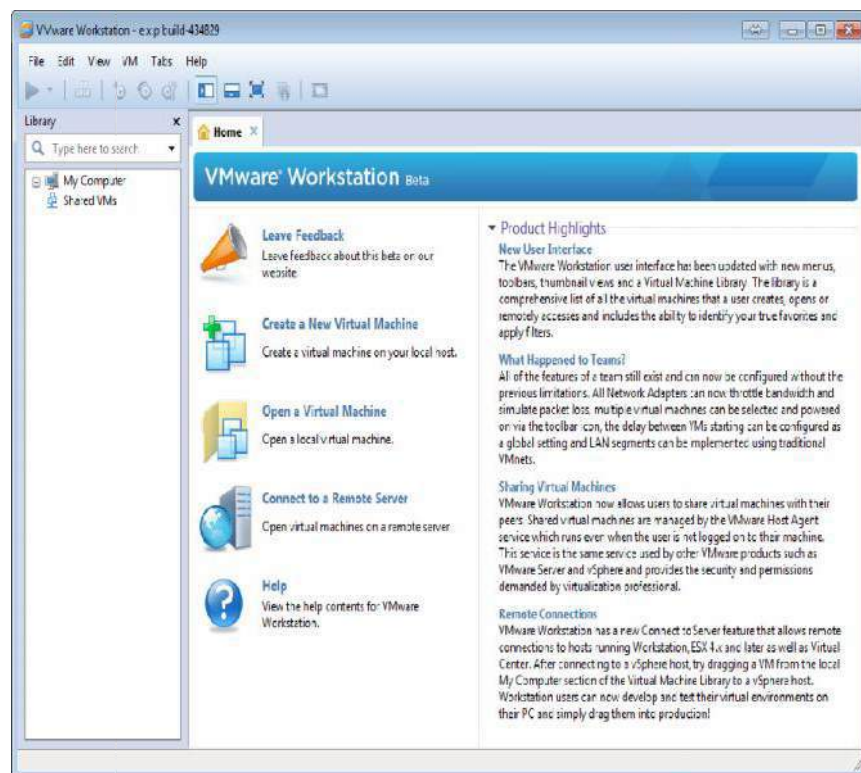 VMware Workstation - e.x.p build-434829
File Edit View VM Tabs Help
Library x
Type here to search
My Computer
Shared VMs
Home x
VMware® Workstation Beta
Leave Feedback
Leave feedback about this beta on our
website
Create a New Virtual Machine
Create a virtual machine on your local host.
Open a Virtual Machine
Open a local virtual machine.
Connect to a Remote Server
Open virtual machines on a remote server
Help
View the help contents for VMware
Workstation.
Product Highlights
New User Interface
The VMware Workstation user interface has been updated with new menus,
toolbars, thumbnail views and a Virtual Machine Library. The library is a
comprehensive list of all the virtual machines that a user creates, opens or
remotely accesses and includes the ability to identify your true favorites and
apply filters.
What Happened to Teams?
All of the features of a team still exist and can now be configured without the
previous limitations. All Network Adapters can now throttle bandwidth and
simulate packet loss, multiple virtual machines can be selected and powered
on via the toolbar icon, the delay between VMs starting can be configured as
a global setting and LAN segments can be implemented using traditional
VMnets.
Sharing Virtual Machines
VMware Workstation now allows users to share virtual machines with their
peers. Shared virtual machines are managed by the VMware Host Agent
service which runs even when the user is not logged on to their machine.
This service is the same service used by other VMware products such as
VMware Server and vSphere and provides the security and permissions
demanded by virtualization professional.
Remote Connections
VMware Workstation has a new Connect to Server feature that allows remote
connections to hosts running Workstation, ESX 4.x and later as well as Virtual
Center. After connecting to a vSphere host, try dragging a VM from the local
My Computer section of the Virtual Machine Library to a vSphere host.
Workstation users can now develop and test their virtual environments on
their PC and simply drag them into production!